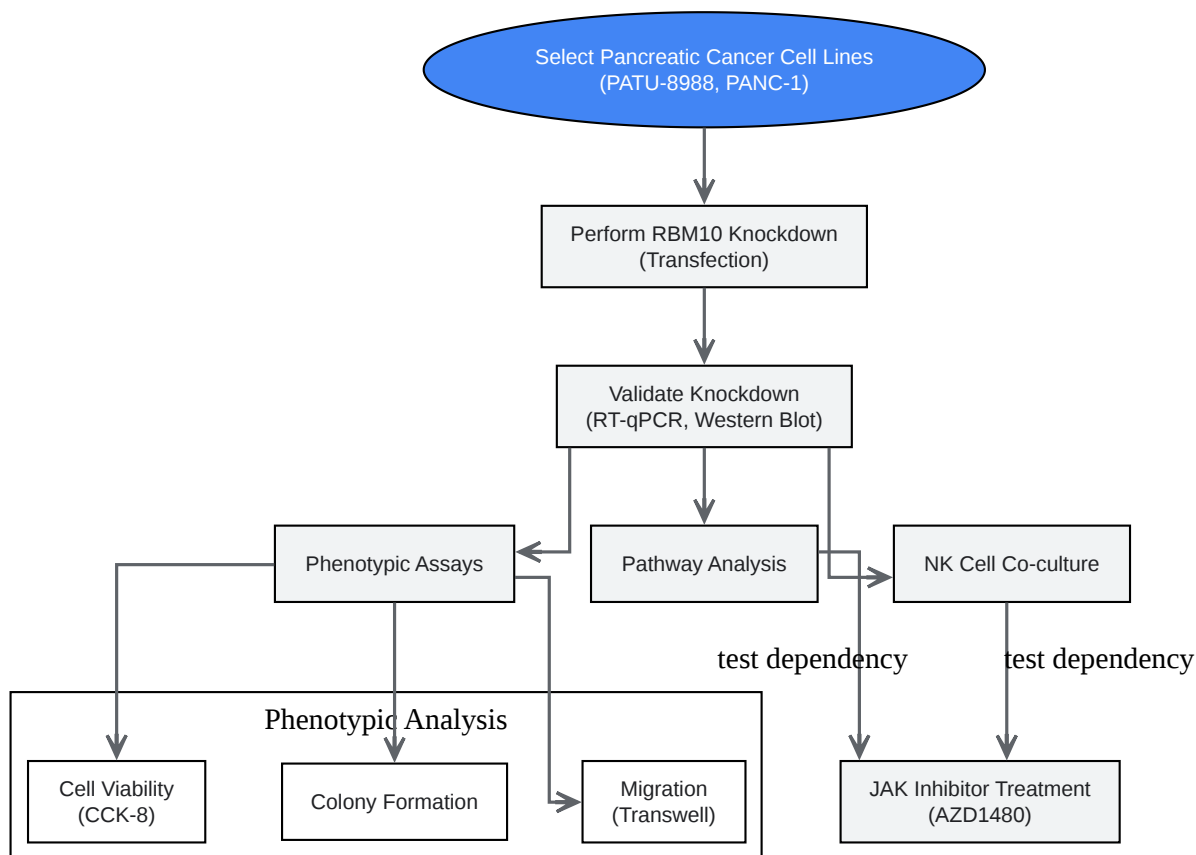 Select Pancreatic Cancer Cell Lines
(PATU-8988, PANC-1)
Perform RBM10 Knockdown
(Transfection)
Validate Knockdown
(RT-qPCR, Western Blot)
Phenotypic Assays
Pathway Analysis
NK Cell Co-culture
test dependency
test dependency
Phenotypic Analysis
Cell Viability
(CCK-8)
Colony Formation
Migration
(Transwell)
JAK Inhibitor Treatment
(AZD1480)